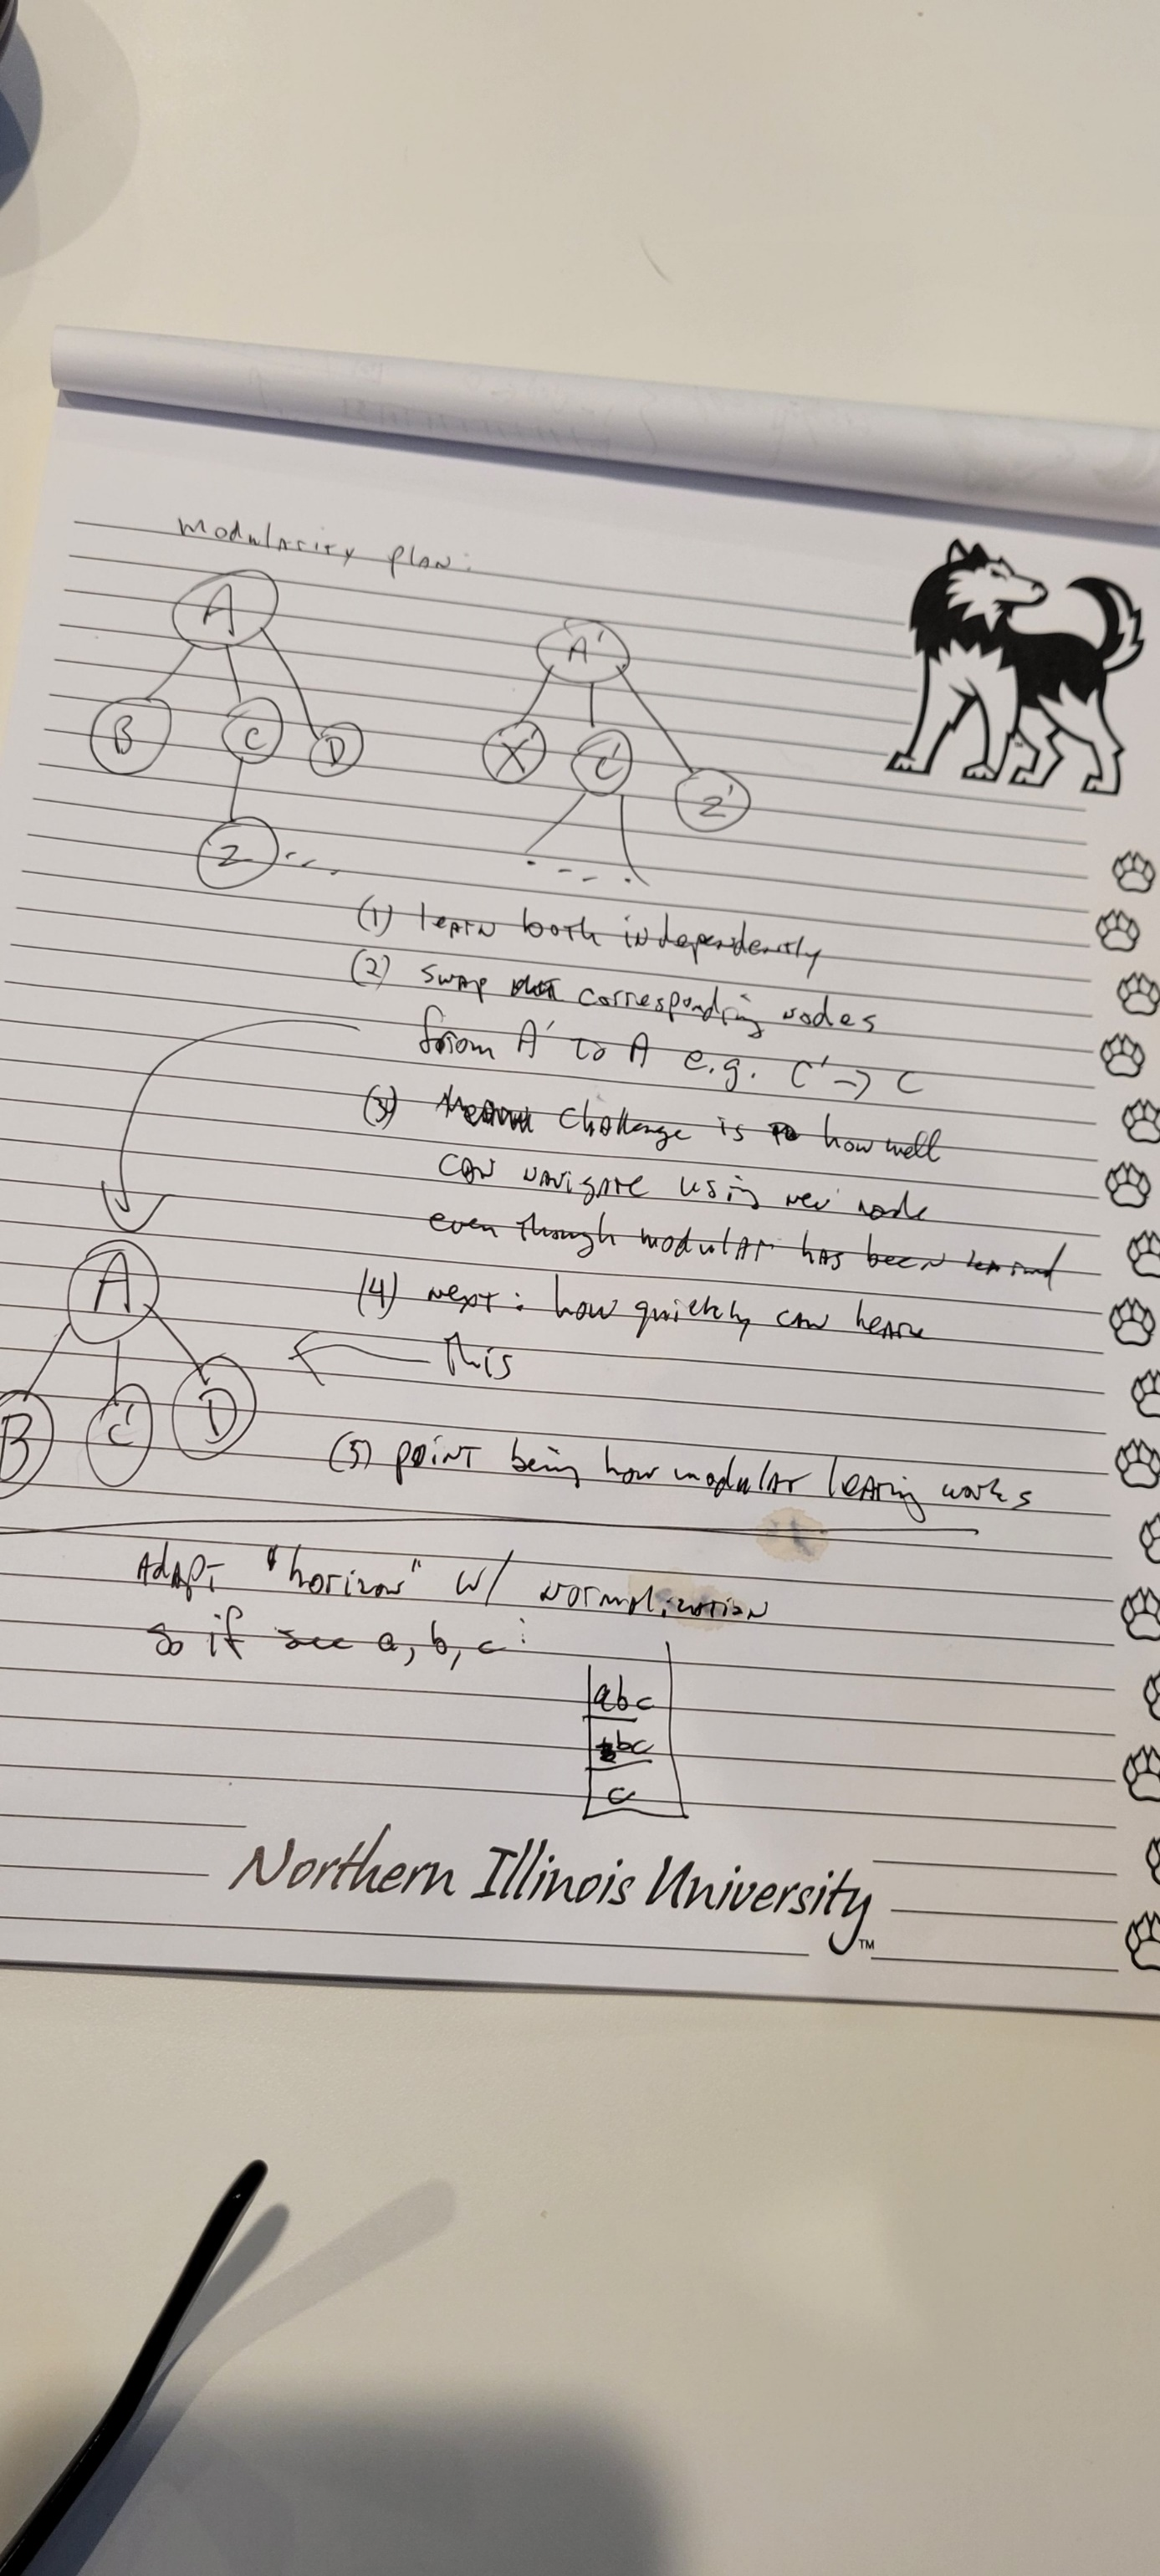 Modularity plan:
A
A'
B
C
D
X'
C'
Z'
Z
(1) learn both independently
(2) swap corresponding nodes
from A' to A e.g. C' -> C
(3) challenge is how well
can navigate using new node
even though modular has been learned
(4) next: how quickly can learn
this
A
B
C'
D
(5) point being how modular learing works
Adapt "horizon" w/ normalization
so if see a, b, c:
abc
bc
c
Northern Illinois University
TM